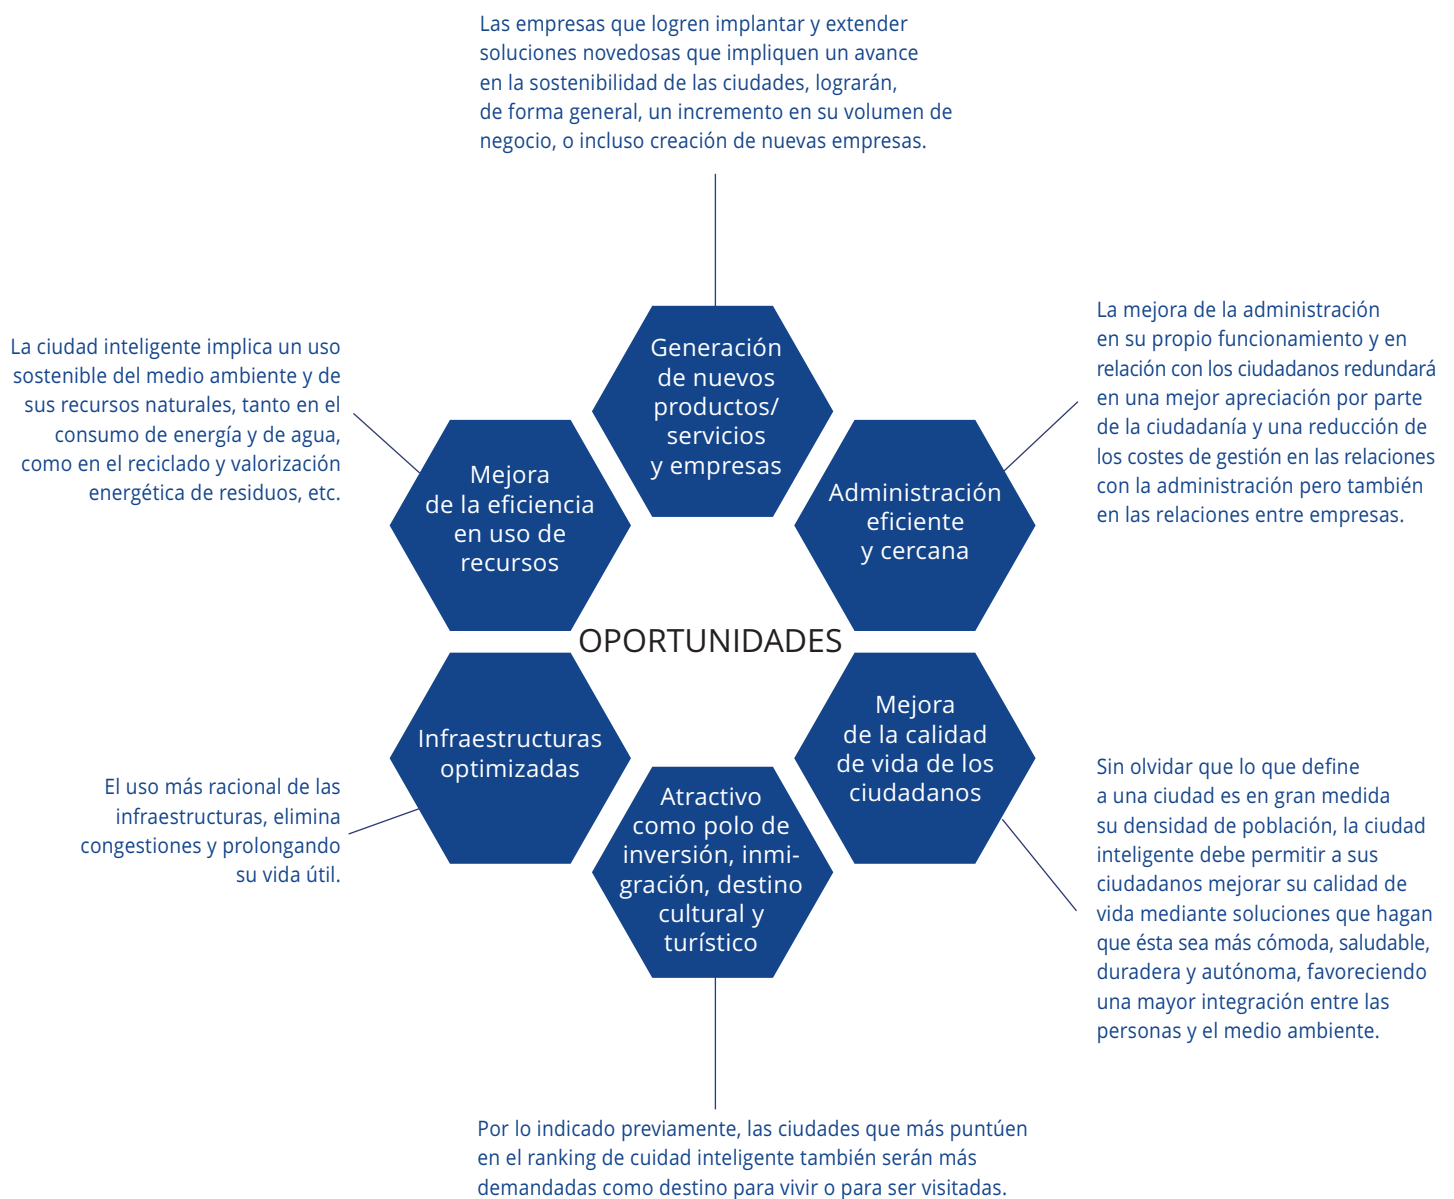 Las empresas que logren implantar y extender
soluciones novedosas que impliquen un avance
en la sostenibilidad de las ciudades, lograrán,
de forma general, un incremento en su volumen de
negocio, o incluso creación de nuevas empresas.
Generación
de nuevos
productos/
servicios
y empresas
La mejora de la administración
en su propio funcionamiento y en
relación con los ciudadanos redundará
en una mejor apreciación por parte
de la ciudadanía y una reducción de
los costes de gestión en las relaciones
con la administración pero también
en las relaciones entre empresas.
Administración
eficiente
y cercana
La ciudad inteligente implica un uso
sostenible del medio ambiente y de
sus recursos naturales, tanto en el
consumo de energía y de agua,
como en el reciclado y valorización
energética de residuos, etc.
Mejora
de la eficiencia
en uso de
recursos
OPORTUNIDADES
Infraestructuras
optimizadas
El uso más racional de las
infraestructuras, elimina
congestiones y prolongando
su vida útil.
Mejora
de la calidad
de vida de los
ciudadanos
Sin olvidar que lo que define
a una ciudad es en gran medida
su densidad de población, la ciudad
inteligente debe permitir a sus
ciudadanos mejorar su calidad de
vida mediante soluciones que hagan
que ésta sea más cómoda, saludable,
duradera y autónoma, favoreciendo
una mayor integración entre las
personas y el medio ambiente.
Atractivo
como polo de
inversión, inmi-
gración, destino
cultural y
turístico
Por lo indicado previamente, las ciudades que más puntúen
en el ranking de cuidad inteligente también serán más
demandadas como destino para vivir o para ser visitadas.